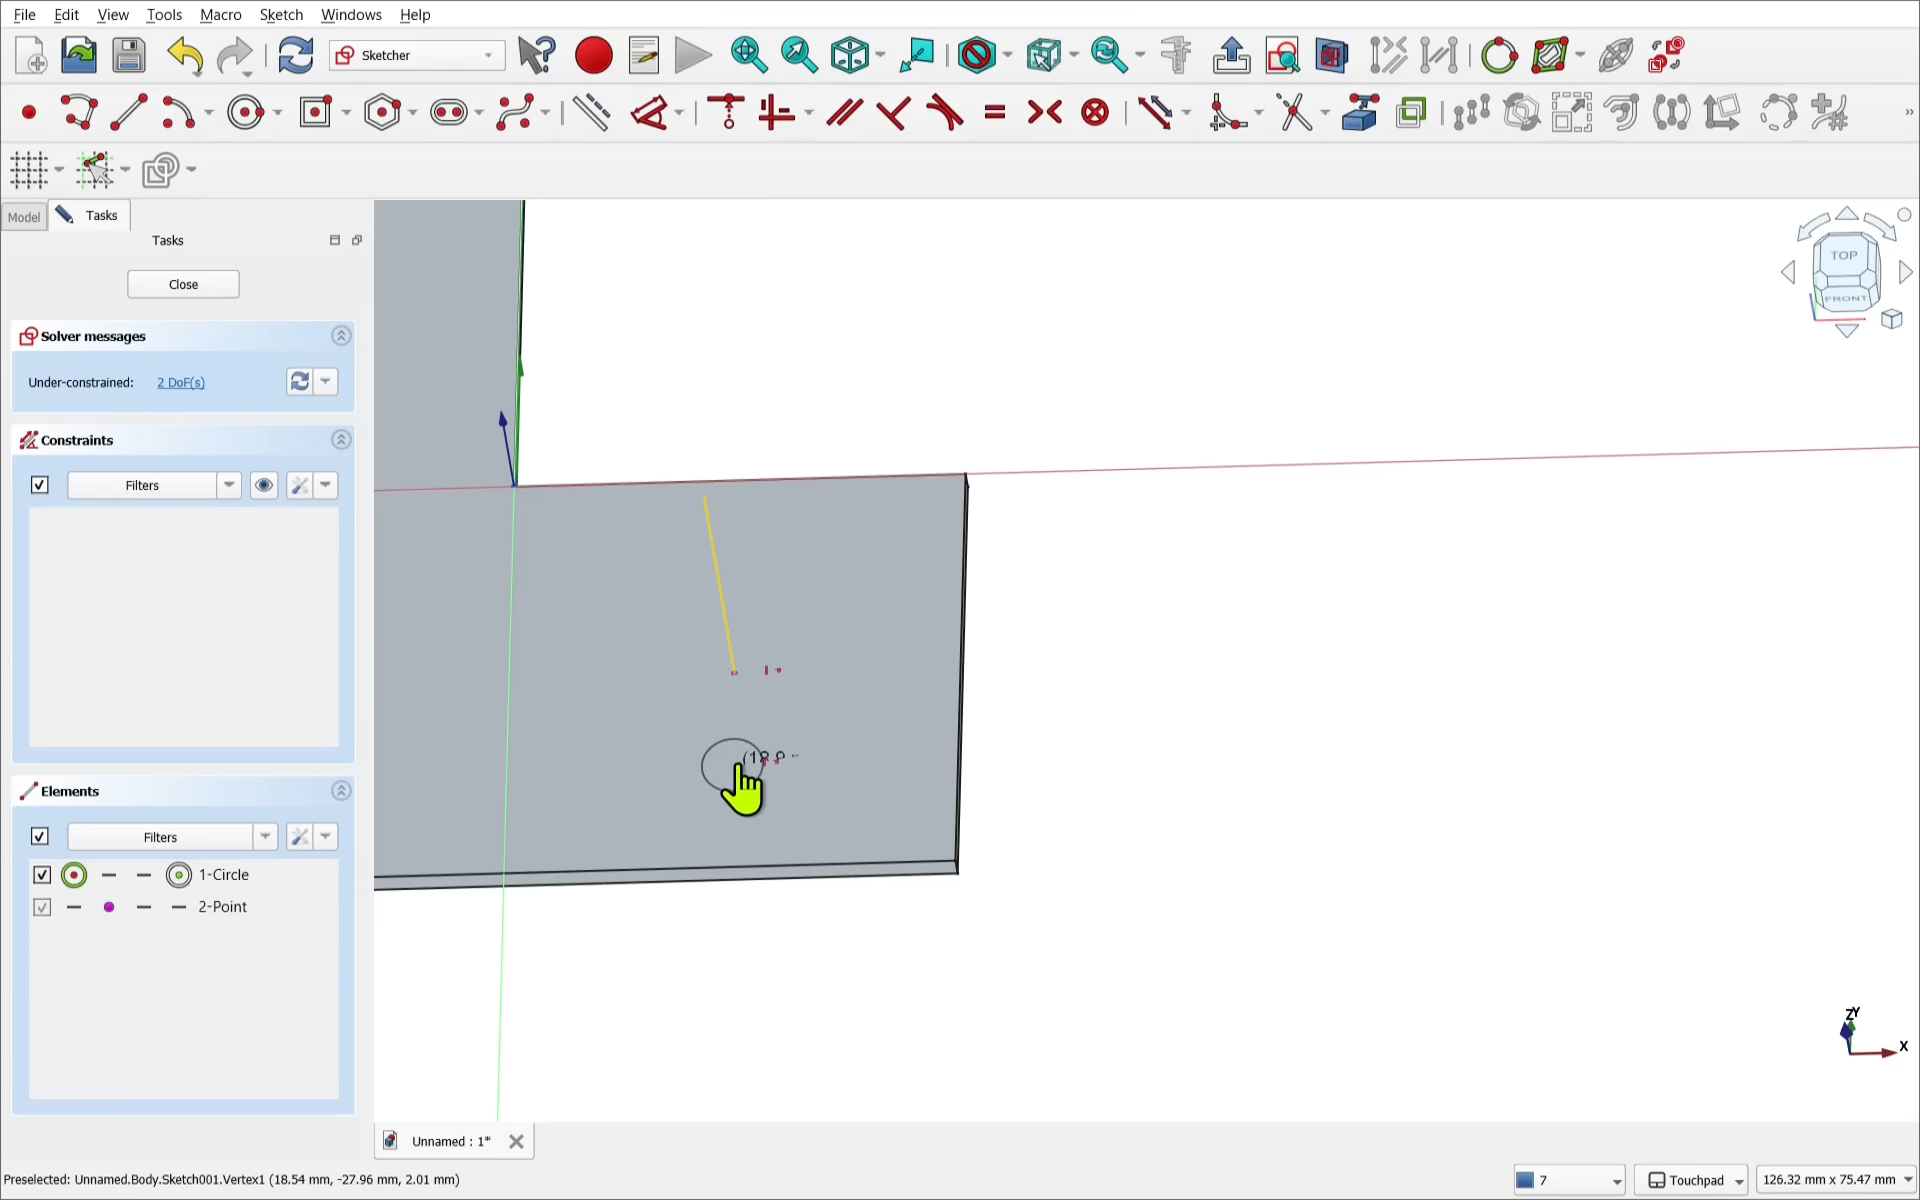 File Edit View Tools Macro Sketch Windows Help
Sketcher
Model Tasks
Tasks
Close
Solver messages
Under-constrained: 2 DoF(s)
Constraints
Filters
Elements
Filters
1-Circle
2-Point
TOP
FRONT
(18.9
Z Y
X
Unnamed : 1*
Preselected: Unnamed.Body.Sketch001.Vertex1 (18.54 mm, -27.96 mm, 2.01 mm)
7 Touchpad 126.32 mm x 75.47 mm